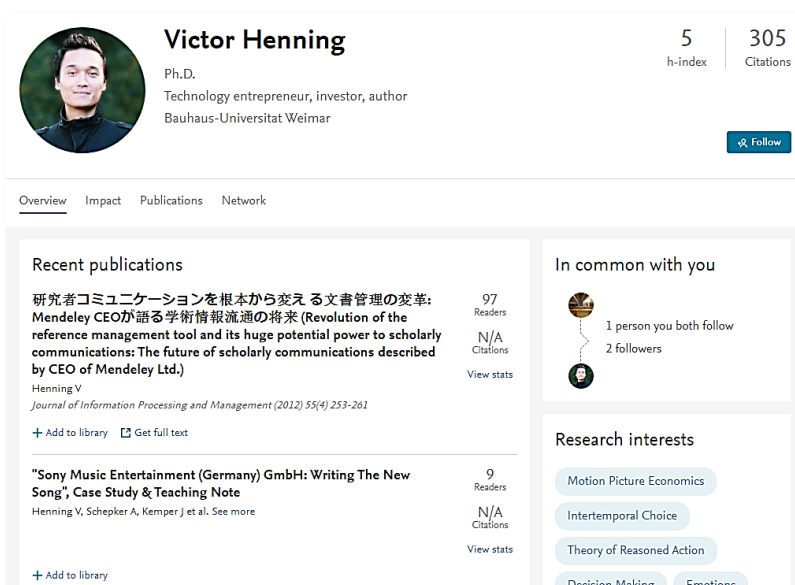 Victor Henning
Ph.D.
Technology entrepreneur, investor, author
Bauhaus-Universitat Weimar
5
h-index
305
Citations
Follow
Overview
Impact
Publications
Network
Recent publications
研究者コミュニケーションを根本から変え る文書管理の変革:
Mendeley CEOが語る学術情報流通の将来 (Revolution of the
reference management tool and its huge potential power to scholarly
communications: The future of scholarly communications described
by CEO of Mendeley Ltd.)
Henning V
Journal of Information Processing and Management (2012) 55(4) 253-261
97
Readers
N/A
Citations
View stats
+ Add to library
Get full text
"Sony Music Entertainment (Germany) GmbH: Writing The New
Song", Case Study & Teaching Note
Henning V, Schepker A, Kemper J et al. See more
9
Readers
N/A
Citations
View stats
+ Add to library
In common with you
1 person you both follow
2 followers
Research interests
Motion Picture Economics
Intertemporal Choice
Theory of Reasoned Action
Decision Making
Emotions